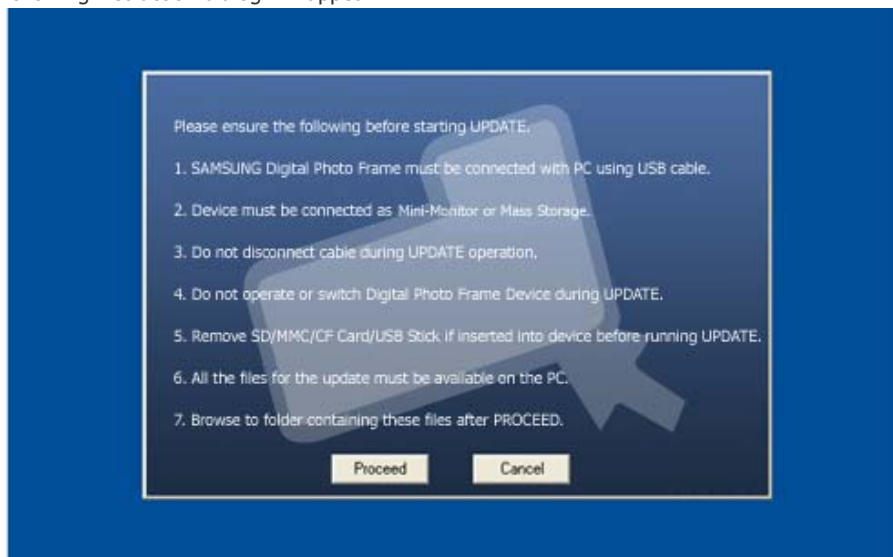 Please ensure the following before starting UPDATE.
1. SAMSUNG Digital Photo Frame must be connected with PC using USB cable.
2. Device must be connected as Mini-Monitor or Mass Storage.
3. Do not disconnect cable during UPDATE operation.
4. Do not operate or switch Digital Photo Frame Device during UPDATE.
5. Remove SD/MMC/CF Card/USB Stick if inserted into device before running UPDATE.
6. All the files for the update must be available on the PC.
7. Browse to folder containing these files after PROCEED.
Proceed Cancel